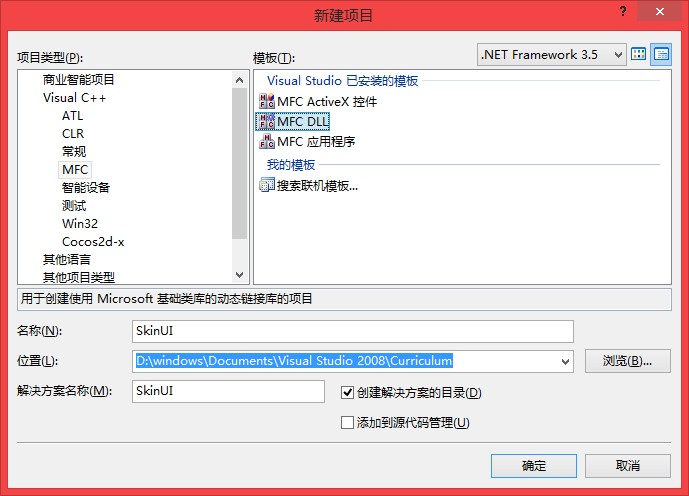 新建项目
?
项目类型(P):
模板(T):
.NET Framework 3.5
商业智能项目
Visual C++
ATL
CLR
常规
MFC
智能设备
测试
Win32
Cocos2d-x
其他语言
其他项目类型
Visual Studio 已安装的模板
MFC ActiveX 控件
MFC DLL
MFC 应用程序
我的模板
搜索联机模板...
用于创建使用 Microsoft 基础类库的动态链接库的项目
名称(N):
SkinUI
位置(L):
D:\windows\Documents\Visual Studio 2008\Curriculum
浏览(B)...
解决方案名称(M):
SkinUI
创建解决方案的目录(D)
添加到源代码管理(U)
确定
取消